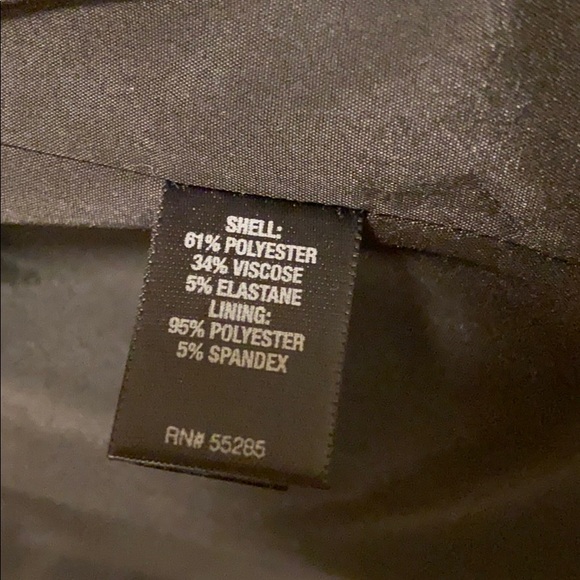 SHELL:
61% POLYESTER
34% VISCOSE
5% ELASTANE
LINING:
95% POLYESTER
5% SPANDEX
RN# 55285